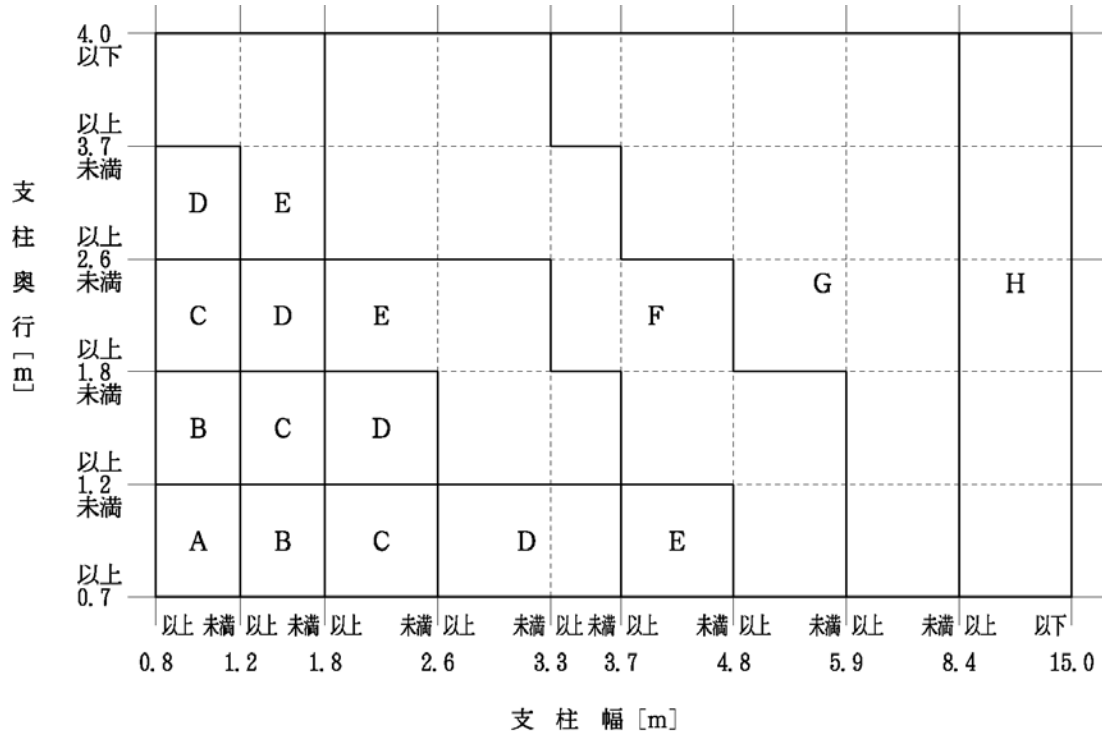 4.0
以下
以上
3.7
未満
D E
以上
2.6
未満
G H
C D E F
以上
1.8
未満
B C D
以上
1.2
未満
A B C D E
以上
0.7
支柱奥行[m]
以上 未満 以上 未満 以上 未満 以上 未満 以上 未満 以上 未満 以上 未満 以上 未満 以上 以下
0.8 1.2 1.8 2.6 3.3 3.7 4.8 5.9 8.4 15.0
支 柱 幅 [m]